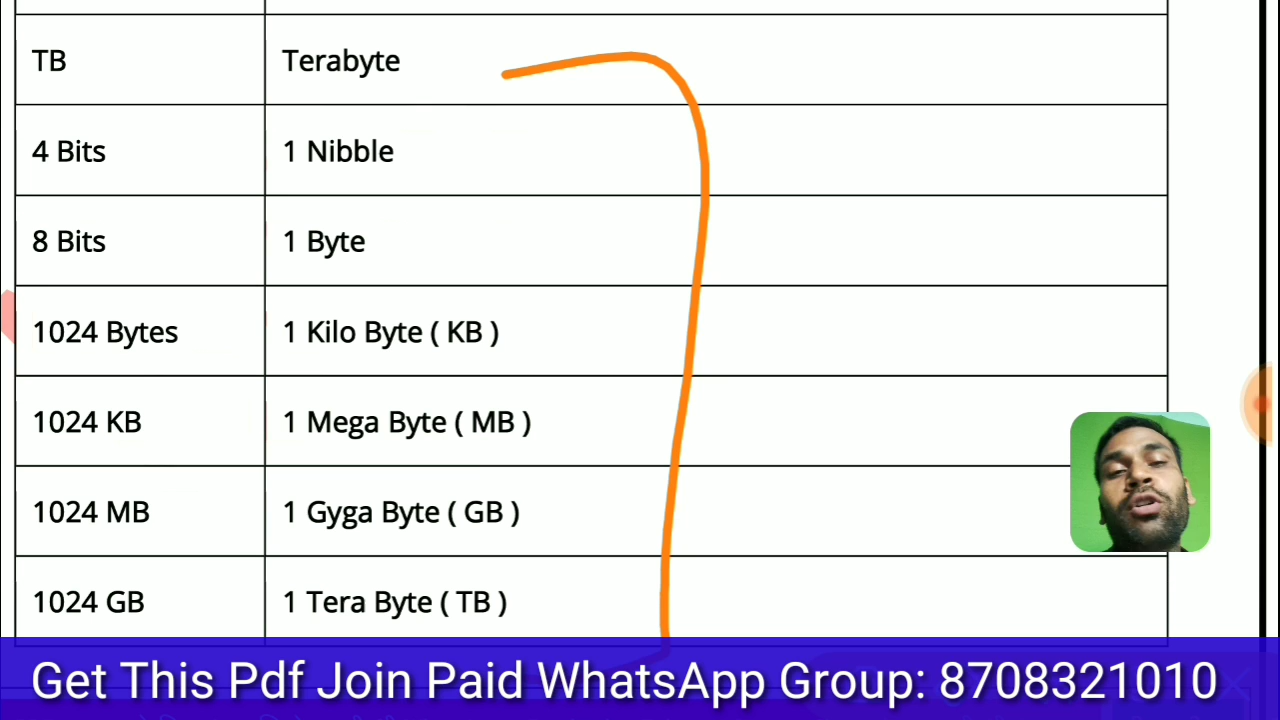 TB Terabyte
4 Bits 1 Nibble
8 Bits 1 Byte
1024 Bytes 1 Kilo Byte ( KB )
1024 KB 1 Mega Byte ( MB )
1024 MB 1 Gyga Byte ( GB )
1024 GB 1 Tera Byte ( TB )
Get This Pdf Join Paid WhatsApp Group: 8708321010